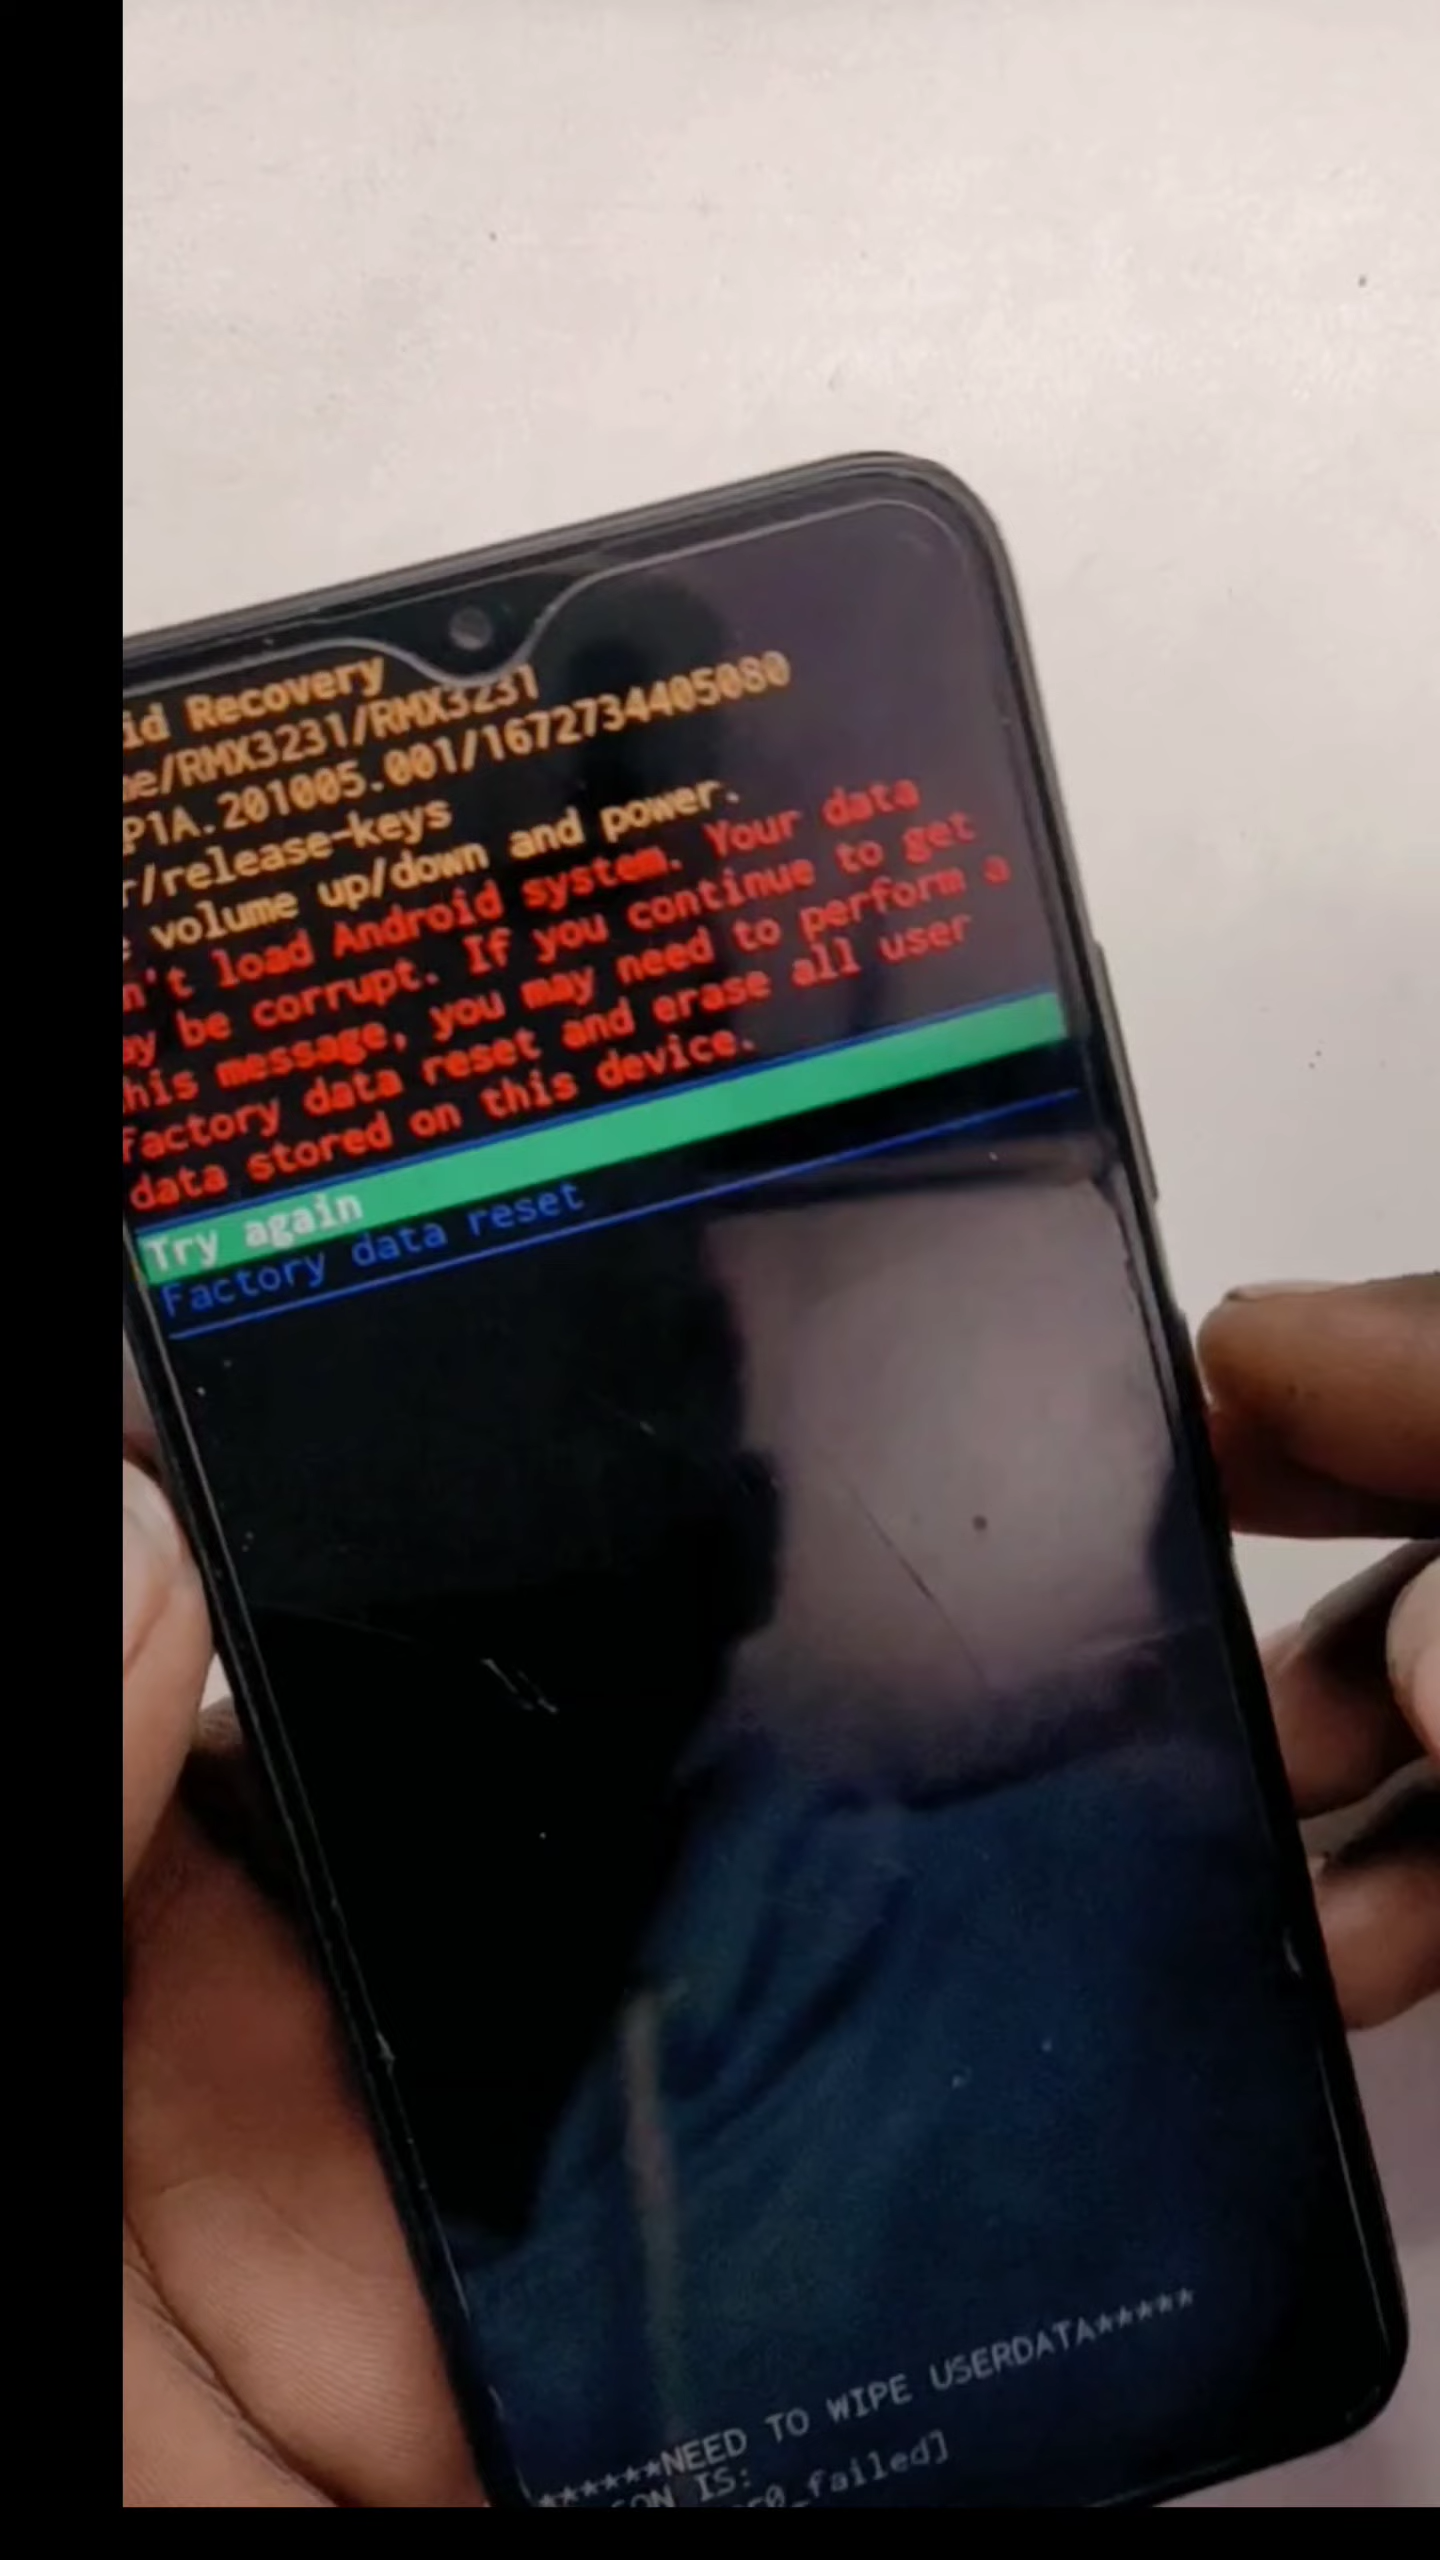 Recovery
/RMX3231/RMX3231
P1A.201005.001/1672734405080
/release-keys
volume up/down and power.
n't load Android system. Your data
ay be corrupt. If you continue to get
his message, you may need to perform a
factory data reset and erase all user
data stored on this device.
Try again
Factory data reset
******NEED TO WIPE USERDATA*****
ON IS:
r0_failed]